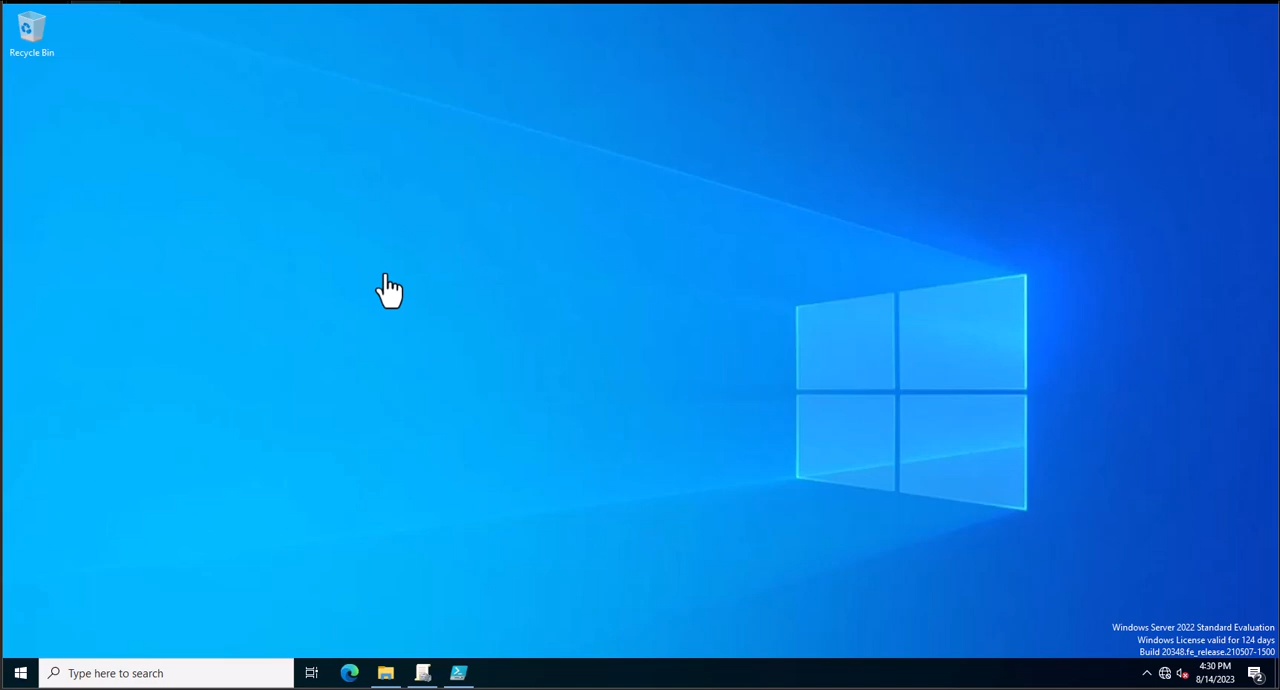 Recycle Bin
Windows Server 2022 Standard Evaluation
Windows License valid for 124 days
Build 20348.fe_release.210507-1500
Type here to search
4:30 PM
8/14/2023
2